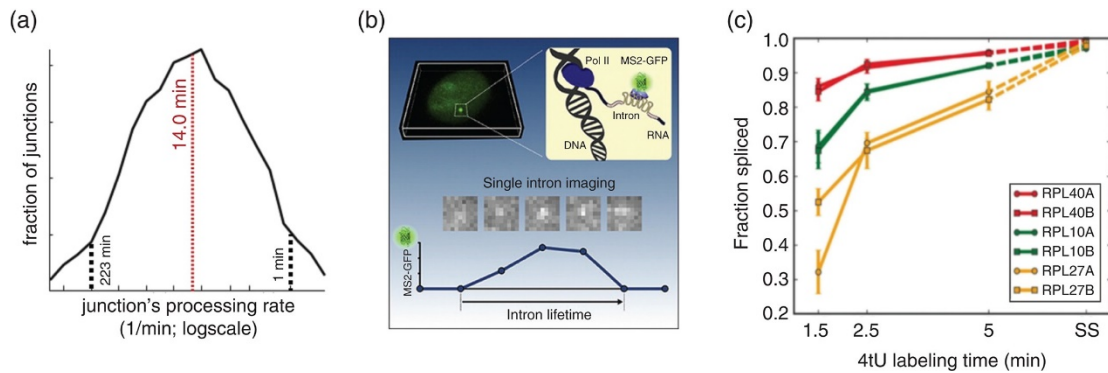 (a)
fraction of junctions
14.0 min
223 min
1 min
junction's processing rate
(1/min; logscale)
(b)
Pol II
MS2-GFP
Intron
DNA
RNA
Single intron imaging
MS2-GFP
Intron lifetime
(c)
Fraction spliced
1.0
0.9
0.8
0.7
0.6
0.5
0.4
0.3
0.2
RPL40A
RPL40B
RPL10A
RPL10B
RPL27A
RPL27B
1.5
2.5
5
SS
4tU labeling time (min)